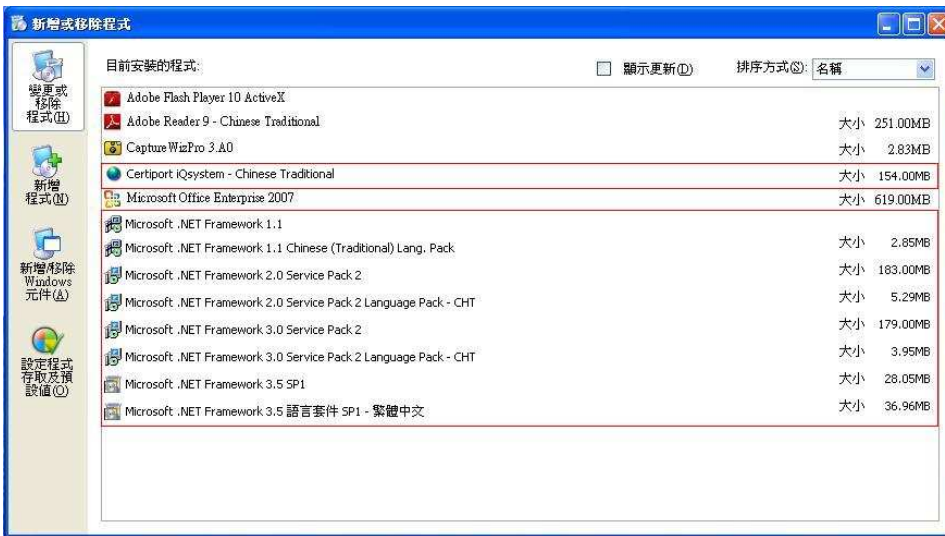 新增或移除程式
變更或
移除
程式(H)
新增
程式(N)
新增/移除
Windows
元件(A)
設定程式
存取及預
設值(O)
目前安裝的程式:
顯示更新(D)
排序方式(S): 名稱
Adobe Flash Player 10 ActiveX
Adobe Reader 9 - Chinese Traditional 大小 251.00MB
CaptureWizPro 3.A0 大小 2.83MB
Certiport iQsystem - Chinese Traditional 大小 154.00MB
Microsoft Office Enterprise 2007 大小 619.00MB
Microsoft .NET Framework 1.1
Microsoft .NET Framework 1.1 Chinese (Traditional) Lang. Pack 大小 2.85MB
Microsoft .NET Framework 2.0 Service Pack 2 大小 183.00MB
Microsoft .NET Framework 2.0 Service Pack 2 Language Pack - CHT 大小 5.29MB
Microsoft .NET Framework 3.0 Service Pack 2 大小 179.00MB
Microsoft .NET Framework 3.0 Service Pack 2 Language Pack - CHT 大小 3.95MB
Microsoft .NET Framework 3.5 SP1 大小 28.05MB
Microsoft .NET Framework 3.5 語言套件 SP1 - 繁體中文 大小 36.96MB